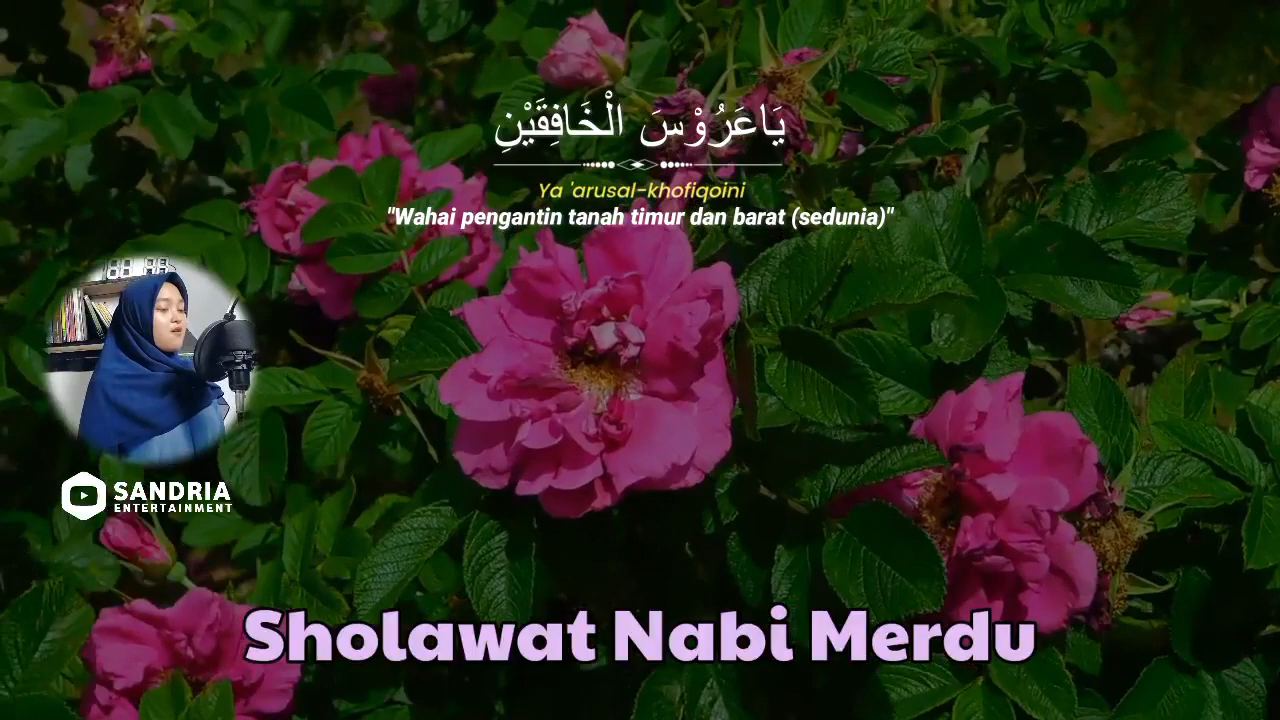 يَاعَرُوْسَ الْخَافِقَيْنِ
Ya 'arusal-khofiqoini
"Wahai pengantin tanah timur dan barat (sedunia)"
SANDRIA
ENTERTAINMENT
Sholawat Nabi Merdu